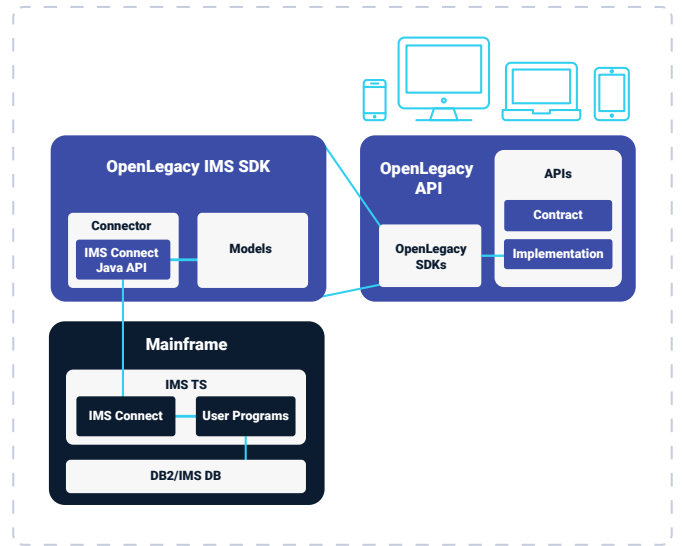 OpenLegacy IMS SDK
Connector
IMS Connect
Java API
Models
OpenLegacy
API
OpenLegacy
SDKs
APIs
Contract
Implementation
Mainframe
IMS TS
IMS Connect
User Programs
DB2/IMS DB